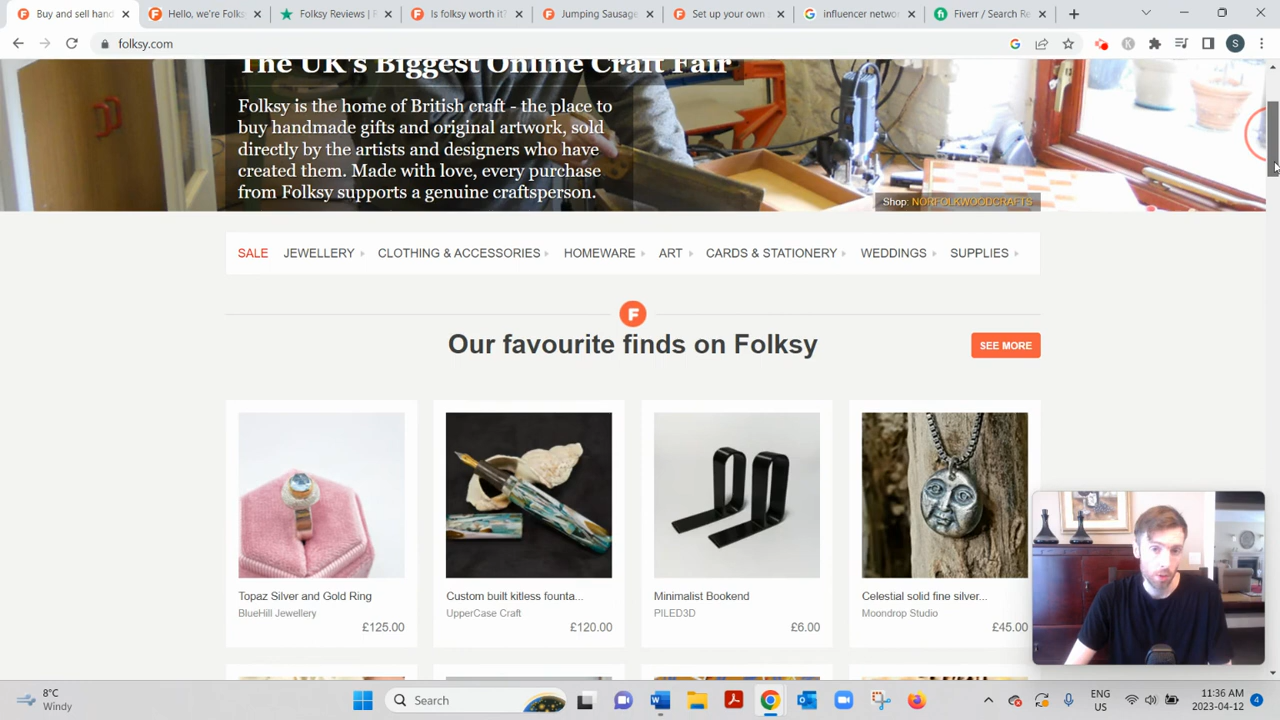 Buy and sell hand
Hello, we're Folks
Folksy Reviews | R
Is folksy worth it?
Jumping Sausage
Set up your own
influencer netwo
Fiverr / Search Re
folksy.com
S
The UK's Biggest Online Craft Fair
Folksy is the home of British craft - the place to
buy handmade gifts and original artwork, sold
directly by the artists and designers who have
created them. Made with love, every purchase
from Folksy supports a genuine craftsperson.
Shop: NORFOLKWOODCRAFTS
SALE JEWELLERY CLOTHING & ACCESSORIES HOMEWARE ART CARDS & STATIONERY WEDDINGS SUPPLIES
F
Our favourite finds on Folksy
SEE MORE
Topaz Silver and Gold Ring
BlueHill Jewellery
£125.00
Custom built kitless founta...
UpperCase Craft
£120.00
Minimalist Bookend
PILED3D
£6.00
Celestial solid fine silver...
Moondrop Studio
£45.00
8°C
Windy
Search
ENG
US
11:36 AM
2023-04-12
4